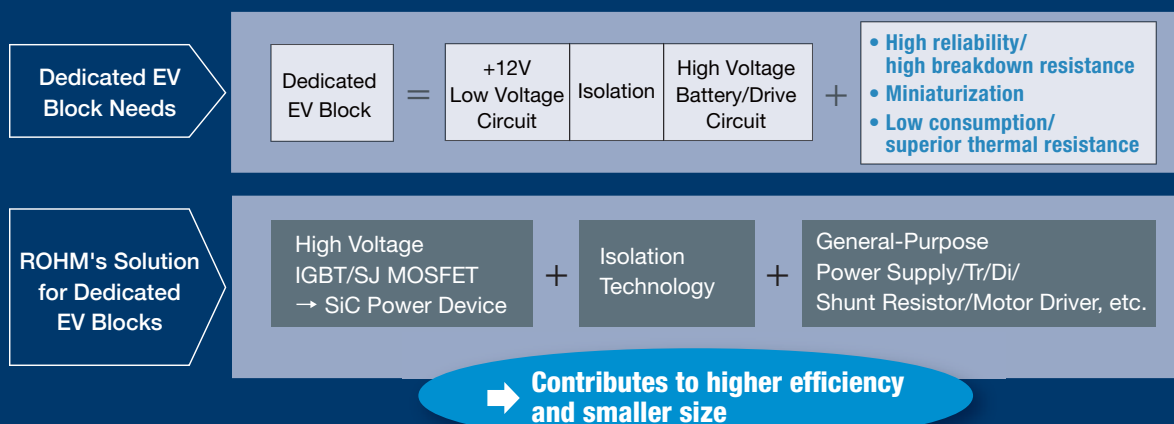 Dedicated EV
Block Needs
Dedicated
EV Block
=
+12V
Low Voltage
Circuit
Isolation
High Voltage
Battery/Drive
Circuit
+
• High reliability/
high breakdown resistance
• Miniaturization
• Low consumption/
superior thermal resistance
ROHM's Solution
for Dedicated
EV Blocks
High Voltage
IGBT/SJ MOSFET
→ SiC Power Device
+
Isolation
Technology
+
General-Purpose
Power Supply/Tr/Di/
Shunt Resistor/Motor Driver, etc.
Contributes to higher efficiency
and smaller size